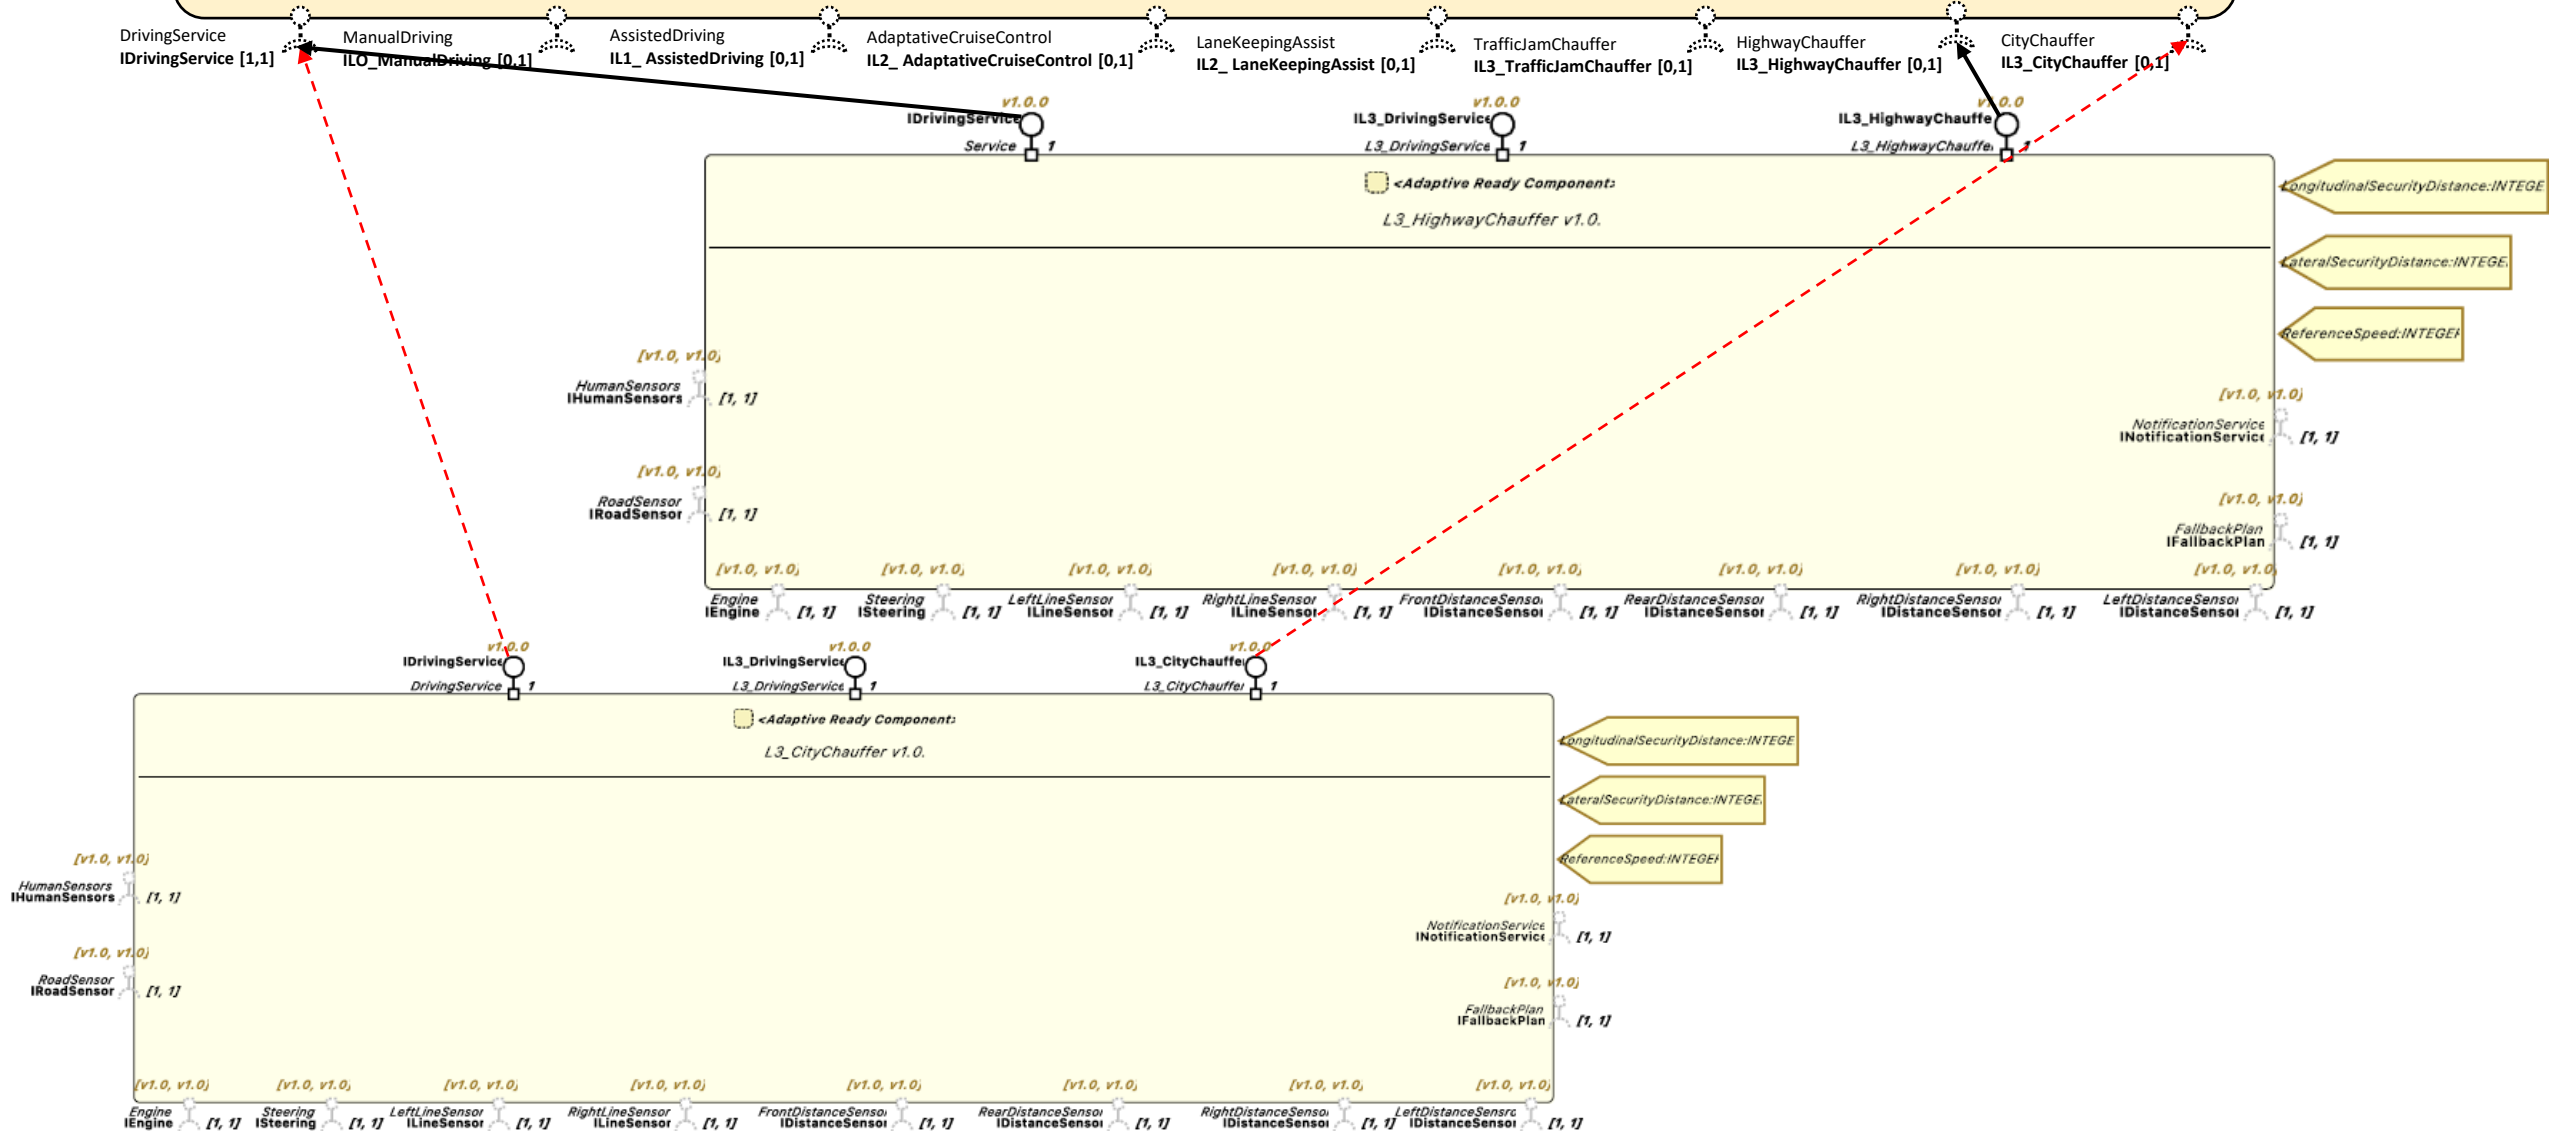 DrivingService
IDrivingService [1,1]
ManualDriving
ILO_ManualDriving [0,1]
AssistedDriving
IL1_ AssistedDriving [0,1]
AdaptativeCruiseControl
IL2_ AdaptativeCruiseControl [0,1]
LaneKeepingAssist
IL2_ LaneKeepingAssist [0,1]
TrafficJamChauffer
IL3_TrafficJamChauffer [0,1]
HighwayChauffer
IL3_HighwayChauffer [0,1]
CityChauffer
IL3_CityChauffer [0,1]
v1.0.0
IDrivingService
Service 1
v1.0.0
IL3_DrivingService
L3_DrivingService 1
v1.0.0
IL3_HighwayChauffe
L3_HighwayChauffer 1
<Adaptive Ready Component>
L3_HighwayChauffer v1.0.
LongitudinalSecurityDistance:INTEGE
LateralSecurityDistance:INTEGE
ReferenceSpeed:INTEGER
[v1.0, v1.0]
HumanSensors
IHumanSensors [1, 1]
[v1.0, v1.0]
RoadSensor
IRoadSensor [1, 1]
[v1.0, v1.0]
NotificationService
INotificationService [1, 1]
[v1.0, v1.0]
FallbackPlan
IFallbackPlan [1, 1]
[v1.0, v1.0]
Engine
IEngine [1, 1]
[v1.0, v1.0]
Steering
ISteering [1, 1]
[v1.0, v1.0]
LeftLineSensor
ILineSensor [1, 1]
[v1.0, v1.0]
RightLineSensor
ILineSensor [1, 1]
[v1.0, v1.0]
FrontDistanceSensor
IDistanceSensor [1, 1]
[v1.0, v1.0]
RearDistanceSensor
IDistanceSensor [1, 1]
[v1.0, v1.0]
RightDistanceSensor
IDistanceSensor [1, 1]
[v1.0, v1.0]
LeftDistanceSensor
IDistanceSensor [1, 1]
v1.0.0
IDrivingService
DrivingService 1
v1.0.0
IL3_DrivingService
L3_DrivingService 1
v1.0.0
IL3_CityChauffer
L3_CityChauffer 1
<Adaptive Ready Component>
L3_CityChauffer v1.0.
LongitudinalSecurityDistance:INTEGE
LateralSecurityDistance:INTEGE
ReferenceSpeed:INTEGER
[v1.0, v1.0]
HumanSensors
IHumanSensors [1, 1]
[v1.0, v1.0]
RoadSensor
IRoadSensor [1, 1]
[v1.0, v1.0]
NotificationService
INotificationService [1, 1]
[v1.0, v1.0]
FallbackPlan
IFallbackPlan [1, 1]
[v1.0, v1.0]
Engine
IEngine [1, 1]
[v1.0, v1.0]
Steering
ISteering [1, 1]
[v1.0, v1.0]
LeftLineSensor
ILineSensor [1, 1]
[v1.0, v1.0]
RightLineSensor
ILineSensor [1, 1]
[v1.0, v1.0]
FrontDistanceSensor
IDistanceSensor [1, 1]
[v1.0, v1.0]
RearDistanceSensor
IDistanceSensor [1, 1]
[v1.0, v1.0]
RightDistanceSensor
IDistanceSensor [1, 1]
[v1.0, v1.0]
LeftDistanceSensrc
IDistanceSensor [1, 1]